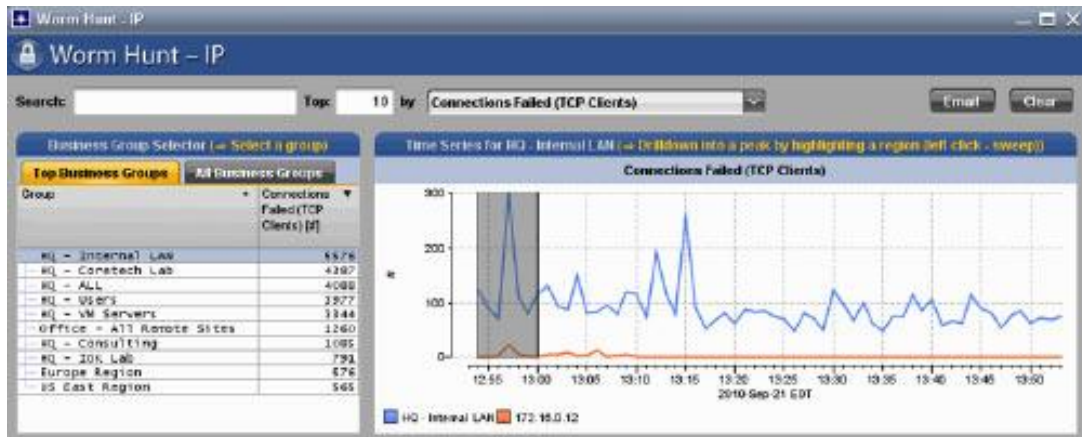 Worm Hunt - IP
Worm Hunt – IP
Search:
Top: 10 by Connections Failed (TCP Clients)
Email
Clear
Business Group Selector (⇒ Select a group)
Top Business Groups
All Business Groups
Group
Connections Failed (TCP Clients) [#]
HQ - Internal LAN 5576
HQ - Coretech Lab 4287
HQ - ALL 4088
HQ - Users 3977
HQ - VM Servers 3344
Office - All Remote Sites 1260
HQ - Consulting 1085
HQ - 10K Lab 791
Europe Region 676
US East Region 565
Time Series for HQ - Internal LAN (⇒ Drilldown into a peak by highlighting a region (left click - sweep))
Connections Failed (TCP Clients)
300
200
#
100
0
12:55 13:00 13:05 13:10 13:15 13:20 13:25 13:30 13:35 13:40 13:45 13:50
2010-Sep-21 EDT
HQ - Internal LAN
172.16.0.12